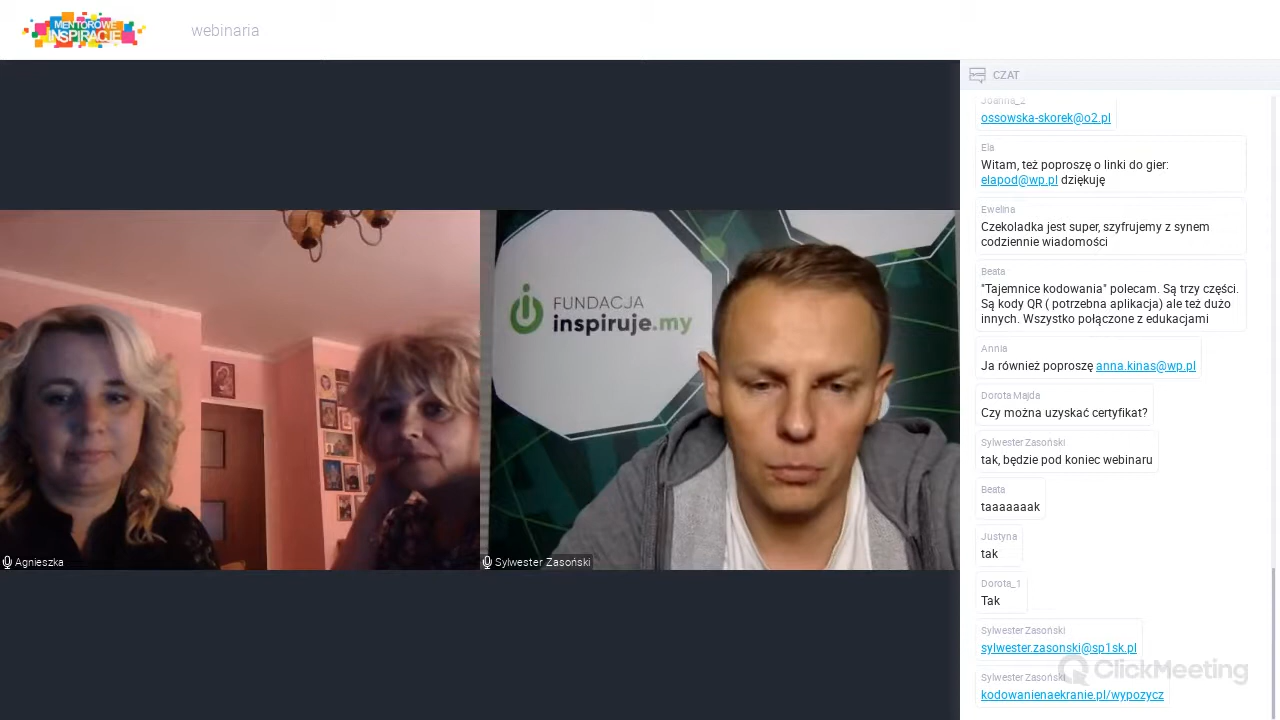 MENTOROWE
INSPIRACJE
webinaria
CZAT
Joanna_2
ossowska-skorek@o2.pl
Ela
Witam, też poproszę o linki do gier:
elapod@wp.pl dziękuję
Ewelina
Czekoladka jest super, szyfrujemy z synem
codziennie wiadomości
Beata
"Tajemnice kodowania" polecam. Są trzy części.
Są kody QR ( potrzebna aplikacja) ale też dużo
innych. Wszystko połączone z edukacjami
Annia
Ja również poproszę anna.kinas@wp.pl
Dorota Majda
Czy można uzyskać certyfikat?
Sylwester Zasoński
tak, będzie pod koniec webinaru
Beata
taaaaaaak
Justyna
tak
Dorota_1
Tak
Sylwester Zasoński
sylwester.zasonski@sp1sk.pl
Sylwester Zasoński
kodowanienaekranie.pl/wypozycz
ClickMeeting
FUNDACJA
inspiruje.my
Agnieszka
Sylwester Zasoński